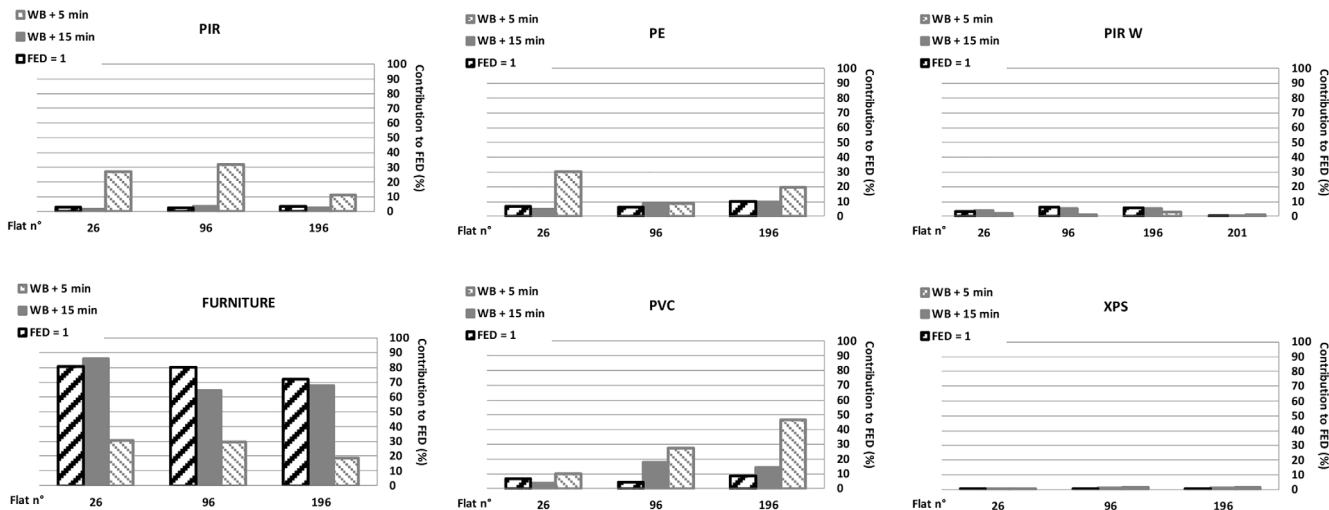 WB + 5 min
WB + 15 min
FED = 1
PIR
100
90
80
70
60
50
40
30
20
10
0
Contribution to FED (%)
Flat n°
26 96 196
WB + 5 min
WB + 15 min
FED = 1
PE
100
90
80
70
60
50
40
30
20
10
0
Contribution to FED (%)
Flat n°
26 96 196
WB + 5 min
WB + 15 min
FED = 1
PIR W
100
90
80
70
60
50
40
30
20
10
0
Contribution to FED (%)
Flat n°
26 96 196 201
WB + 5 min
WB + 15 min
FED = 1
FURNITURE
100
90
80
70
60
50
40
30
20
10
0
Contribution to FED (%)
Flat n°
26 96 196
WB + 5 min
WB + 15 min
FED = 1
PVC
100
90
80
70
60
50
40
30
20
10
0
Contribution to FED (%)
Flat n°
26 96 196
WB + 5 min
WB + 15 min
FED = 1
XPS
100
90
80
70
60
50
40
30
20
10
0
Contribution to FED (%)
Flat n°
26 96 196